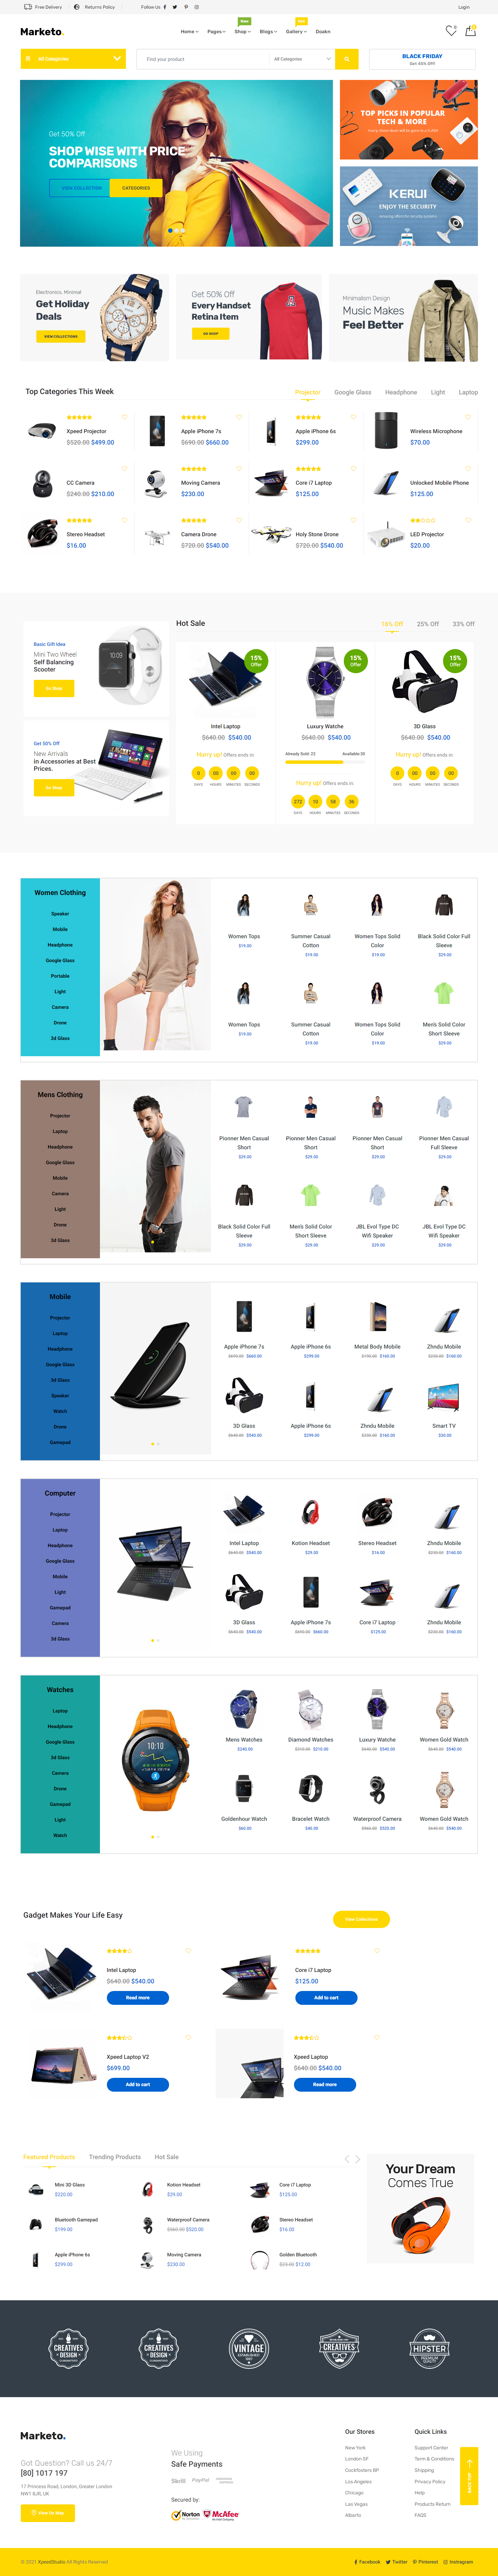 Free Delivery
Returns Policy
Follow Us
Login
Marketo.
Home
Pages
Shop
Blogs
Gallery
Doakn
New
Hot
0
All Categories
Find your product
All Categories
BLACK FRIDAY
Get 45% OFF
Get 50% Off
SHOP WISE WITH PRICE
COMPARISONS
VIEW COLLECTION
CATEGORIES
TOP PICKS IN POPULAR
TECH & MORE
KERUI
ENJOY THE SECURITY
Electronics, Minimal
Get Holiday
Deals
VIEW COLLECTIONS
Get 50% Off
Every Handset
Retina Item
GO SHOP
Minimalism Design
Music Makes
Feel Better
Top Categories This Week
Projector
Google Glass
Headphone
Light
Laptop
Xpeed Projector
$520.00 $499.00
Apple iPhone 7s
$690.00 $660.00
Apple iPhone 6s
$299.00
Wireless Microphone
$70.00
CC Camera
$240.00 $210.00
Moving Camera
$230.00
Core i7 Laptop
$125.00
Unlocked Mobile Phone
$125.00
Stereo Headset
$16.00
Camera Drone
$720.00 $540.00
Holy Stone Drone
$720.00 $540.00
LED Projector
$20.00
Basic Gift Idea
Mini Two Wheel
Self Balancing
Scooter
Go Shop
Get 50% Off
New Arrivals
in Accessories at Best
Prices.
Go Shop
Hot Sale
15% Off
25% Off
33% Off
15%
Offer
Intel Laptop
$640.00 $540.00
Hurry up! Offers ends in:
0 00 00 00
DAYS HOURS MINUTES SECONDS
15%
Offer
Luxury Watche
$640.00 $540.00
Already Sold: 23
Available:30
Hurry up! Offers ends in:
272 10 58 36
DAYS HOURS MINUTES SECONDS
15%
Offer
3D Glass
$640.00 $540.00
Hurry up! Offers ends in:
0 00 00 00
DAYS HOURS MINUTES SECONDS
Women Clothing
Speaker
Mobile
Headphone
Google Glass
Portable
Light
Camera
Drone
3d Glass
Women Tops
$19.00
Summer Casual
Cotton
$19.00
Women Tops Solid
Color
$19.00
Black Solid Color Full
Sleeve
$29.00
Women Tops
$19.00
Summer Casual
Cotton
$19.00
Women Tops Solid
Color
$19.00
Men's Solid Color
Short Sleeve
$29.00
Mens Clothing
Projector
Laptop
Headphone
Google Glass
Mobile
Camera
Light
Drone
3d Glass
Pionner Men Casual
Short
$29.00
Pionner Men Casual
Short
$29.00
Pionner Men Casual
Short
$29.00
Pionner Men Casual
Full Sleeve
$29.00
Black Solid Color Full
Sleeve
$29.00
Men's Solid Color
Short Sleeve
$29.00
JBL Evol Type DC
Wifi Speaker
$29.00
JBL Evol Type DC
Wifi Speaker
$29.00
Mobile
Projector
Laptop
Headphone
Google Glass
3d Glass
Speaker
Watch
Drone
Gamepad
Apple iPhone 7s
$690.00 $660.00
Apple iPhone 6s
$299.00
Metal Body Mobile
$190.00 $160.00
Zhndu Mobile
$230.00 $160.00
3D Glass
$640.00 $540.00
Apple iPhone 6s
$299.00
Zhndu Mobile
$230.00 $160.00
Smart TV
$30.00
Computer
Projector
Laptop
Headphone
Google Glass
Mobile
Light
Gamepad
Camera
3d Glass
Intel Laptop
$640.00 $540.00
Kotion Headset
$29.00
Stereo Headset
$16.00
Zhndu Mobile
$230.00 $160.00
3D Glass
$640.00 $540.00
Apple iPhone 7s
$690.00 $660.00
Core i7 Laptop
$125.00
Zhndu Mobile
$230.00 $160.00
Watches
Laptop
Headphone
Google Glass
3d Glass
Camera
Drone
Gamepad
Light
Watch
Mens Watches
$240.00
Diamond Watches
$310.00 $210.00
Luxury Watche
$640.00 $540.00
Women Gold Watch
$640.00 $540.00
Goldenhour Watch
$60.00
Bracelet Watch
$40.00
Waterproof Camera
$560.00 $520.00
Women Gold Watch
$640.00 $540.00
Gadget Makes Your Life Easy
View Collections
Intel Laptop
$640.00 $540.00
Read more
Core i7 Laptop
$125.00
Add to cart
Xpeed Laptop V2
$699.00
Add to cart
Xpeed Laptop
$640.00 $540.00
Read more
Featured Products
Trending Products
Hot Sale
Mini 3D Glass
$220.00
Kotion Headset
$29.00
Core i7 Laptop
$125.00
Bluetooth Gamepad
$199.00
Waterproof Camera
$560.00 $520.00
Stereo Headset
$16.00
Apple iPhone 6s
$299.00
Moving Camera
$230.00
Golden Bluetooth
$23.00 $12.00
Your Dream
Comes True
CREATIVES
DESIGN
CREATIVES
DESIGN
VINTAGE
ESTABLISHED
CREATIVES
HIPSTER
PREMIUM
QUALITY
Marketo.
Got Question? Call us 24/7
[80] 1017 197
17 Princess Road, London, Greater London
NW1 8JR, UK
View On Map
We Using
Safe Payments
Skrill
PayPal
Secured by:
Norton
McAfee
Our Stores
New York
London SF
Cockfosters BP
Los Angeles
Chicago
Las Vegas
Albarto
Quick Links
Support Center
Term & Conditions
Shipping
Privacy Policy
Help
Products Return
FAQS
BACK TOP
© 2021 XpeedStudio All Rights Reserved
Facebook
Twitter
Pinterest
Instragram